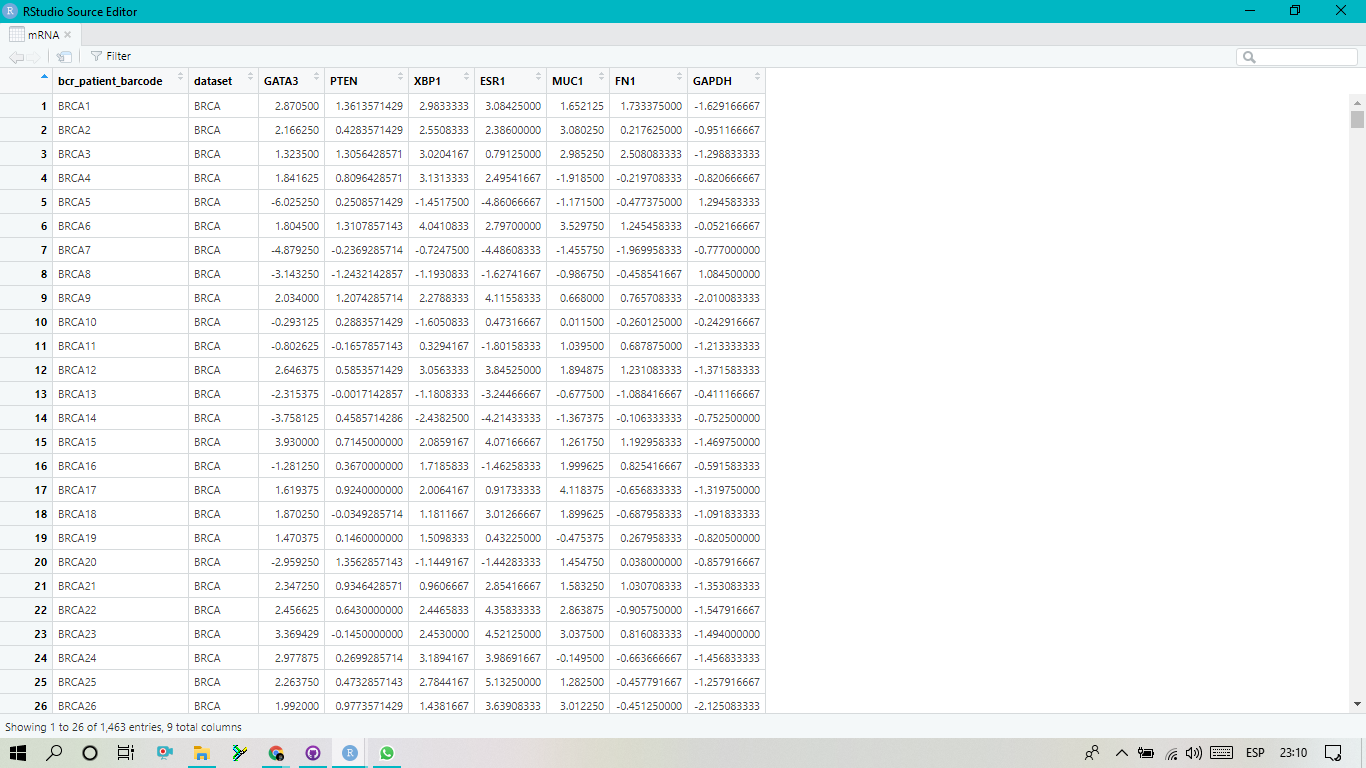 RStudio Source Editor
mRNA
Filter
bcr_patient_barcode dataset GATA3 PTEN XBP1 ESR1 MUC1 FN1 GAPDH
1 BRCA1 BRCA 2.870500 1.3613571429 2.9833333 3.08425000 1.652125 1.733375000 -1.629166667
2 BRCA2 BRCA 2.166250 0.4283571429 2.5508333 2.38600000 3.080250 0.217625000 -0.951166667
3 BRCA3 BRCA 1.323500 1.3056428571 3.0204167 0.79125000 2.985250 2.508083333 -1.298833333
4 BRCA4 BRCA 1.841625 0.8096428571 3.1313333 2.49541667 -1.918500 -0.219708333 -0.820666667
5 BRCA5 BRCA -6.025250 0.2508571429 -1.4517500 -4.86066667 -1.171500 -0.477375000 1.294583333
6 BRCA6 BRCA 1.804500 1.3107857143 4.0410833 2.79700000 3.529750 1.245458333 -0.052166667
7 BRCA7 BRCA -4.879250 -0.2369285714 -0.7247500 -4.48608333 -1.455750 -1.969958333 -0.777000000
8 BRCA8 BRCA -3.143250 -1.2432142857 -1.1930833 -1.62741667 -0.986750 -0.458541667 1.084500000
9 BRCA9 BRCA 2.034000 1.2074285714 2.2788333 4.11558333 0.668000 0.765708333 -2.010083333
10 BRCA10 BRCA -0.293125 0.2883571429 -1.6050833 0.47316667 0.011500 -0.260125000 -0.242916667
11 BRCA11 BRCA -0.802625 -0.1657857143 0.3294167 -1.80158333 1.039500 0.687875000 -1.213333333
12 BRCA12 BRCA 2.646375 0.5853571429 3.0563333 3.84525000 1.894875 1.231083333 -1.371583333
13 BRCA13 BRCA -2.315375 -0.0017142857 -1.1808333 -3.24466667 -0.677500 -1.088416667 -0.411166667
14 BRCA14 BRCA -3.758125 0.4585714286 -2.4382500 -4.21433333 -1.367375 -0.106333333 -0.752500000
15 BRCA15 BRCA 3.930000 0.7145000000 2.0859167 4.07166667 1.261750 1.192958333 -1.469750000
16 BRCA16 BRCA -1.281250 0.3670000000 1.7185833 -1.46258333 1.999625 0.825416667 -0.591583333
17 BRCA17 BRCA 1.619375 0.9240000000 2.0064167 0.91733333 4.118375 -0.656833333 -1.319750000
18 BRCA18 BRCA 1.870250 -0.0349285714 1.1811667 3.01266667 1.899625 -0.687958333 -1.091833333
19 BRCA19 BRCA 1.470375 0.1460000000 1.5098333 0.43225000 -0.475375 0.267958333 -0.820500000
20 BRCA20 BRCA -2.959250 1.3562857143 -1.1449167 -1.44283333 1.454750 0.038000000 -0.857916667
21 BRCA21 BRCA 2.347250 0.9346428571 0.9606667 2.85416667 1.583250 1.030708333 -1.353083333
22 BRCA22 BRCA 2.456625 0.6430000000 2.4465833 4.35833333 2.863875 -0.905750000 -1.547916667
23 BRCA23 BRCA 3.369429 -0.1450000000 2.4530000 4.52125000 3.037500 0.816083333 -1.494000000
24 BRCA24 BRCA 2.977875 0.2699285714 3.1894167 3.98691667 -0.149500 -0.663666667 -1.456833333
25 BRCA25 BRCA 2.263750 0.4732857143 2.7844167 5.13250000 1.282500 -0.457791667 -1.257916667
26 BRCA26 BRCA 1.992000 0.9773571429 1.4381667 3.63908333 3.012250 -0.451250000 -2.125083333
Showing 1 to 26 of 1,463 entries, 9 total columns
ESP 23:10